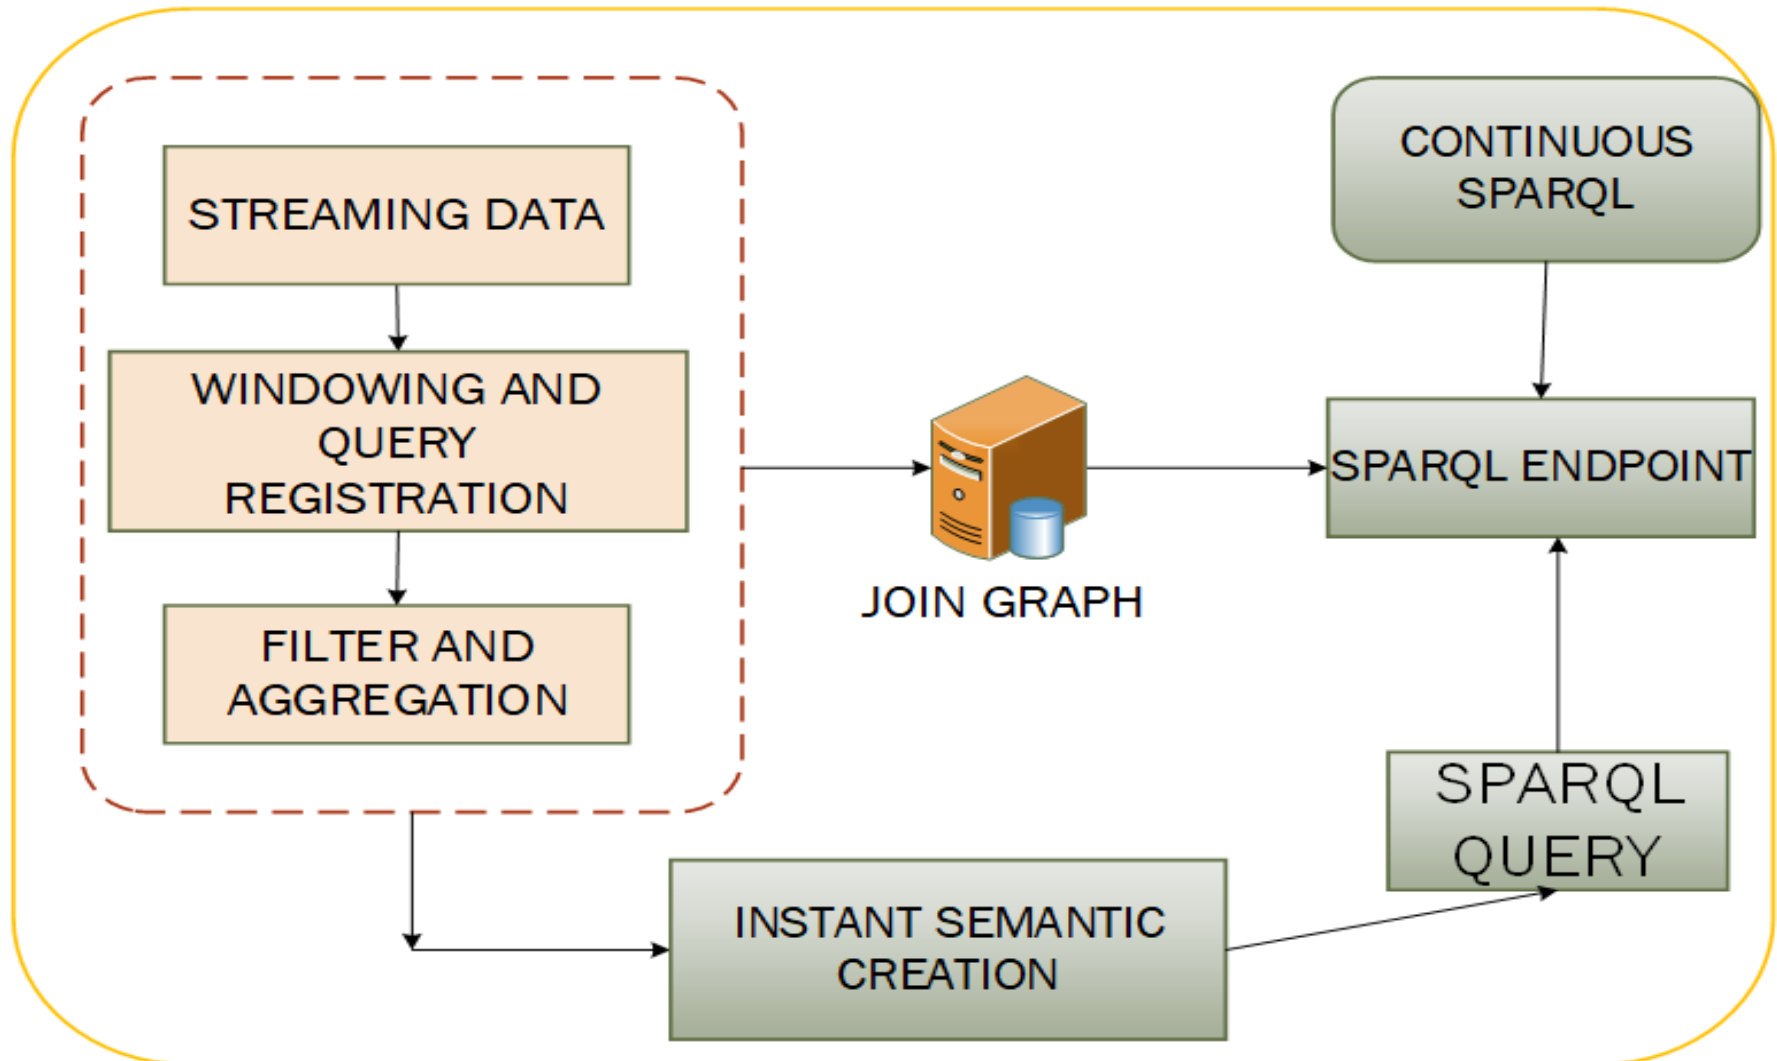 STREAMING DATA
WINDOWING AND
QUERY
REGISTRATION
FILTER AND
AGGREGATION
JOIN GRAPH
CONTINUOUS
SPARQL
SPARQL ENDPOINT
SPARQL
QUERY
INSTANT SEMANTIC
CREATION